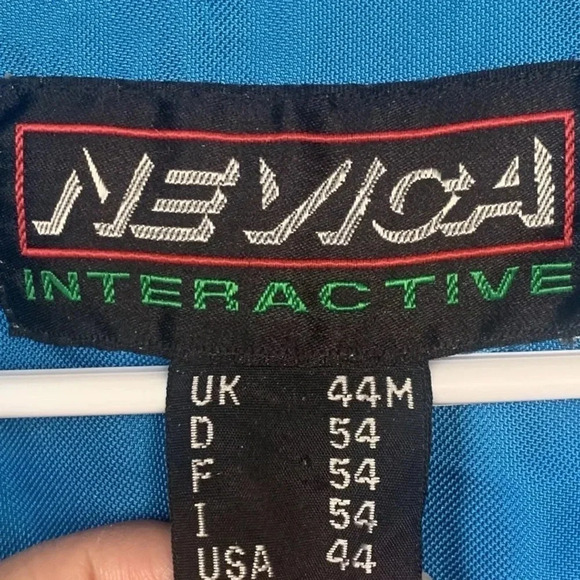 NEVICA
INTERACTIVE
UK 44M
D 54
F 54
I 54
USA 44